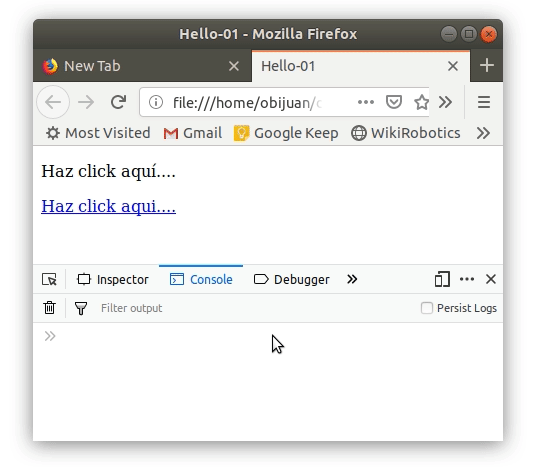 Hello-01 - Mozilla Firefox
New Tab Hello-01
file:///home/obijuan/
Most Visited Gmail Google Keep WikiRobotics
Haz click aquí....
Haz click aqui....
Inspector Console Debugger
Filter output Persist Logs